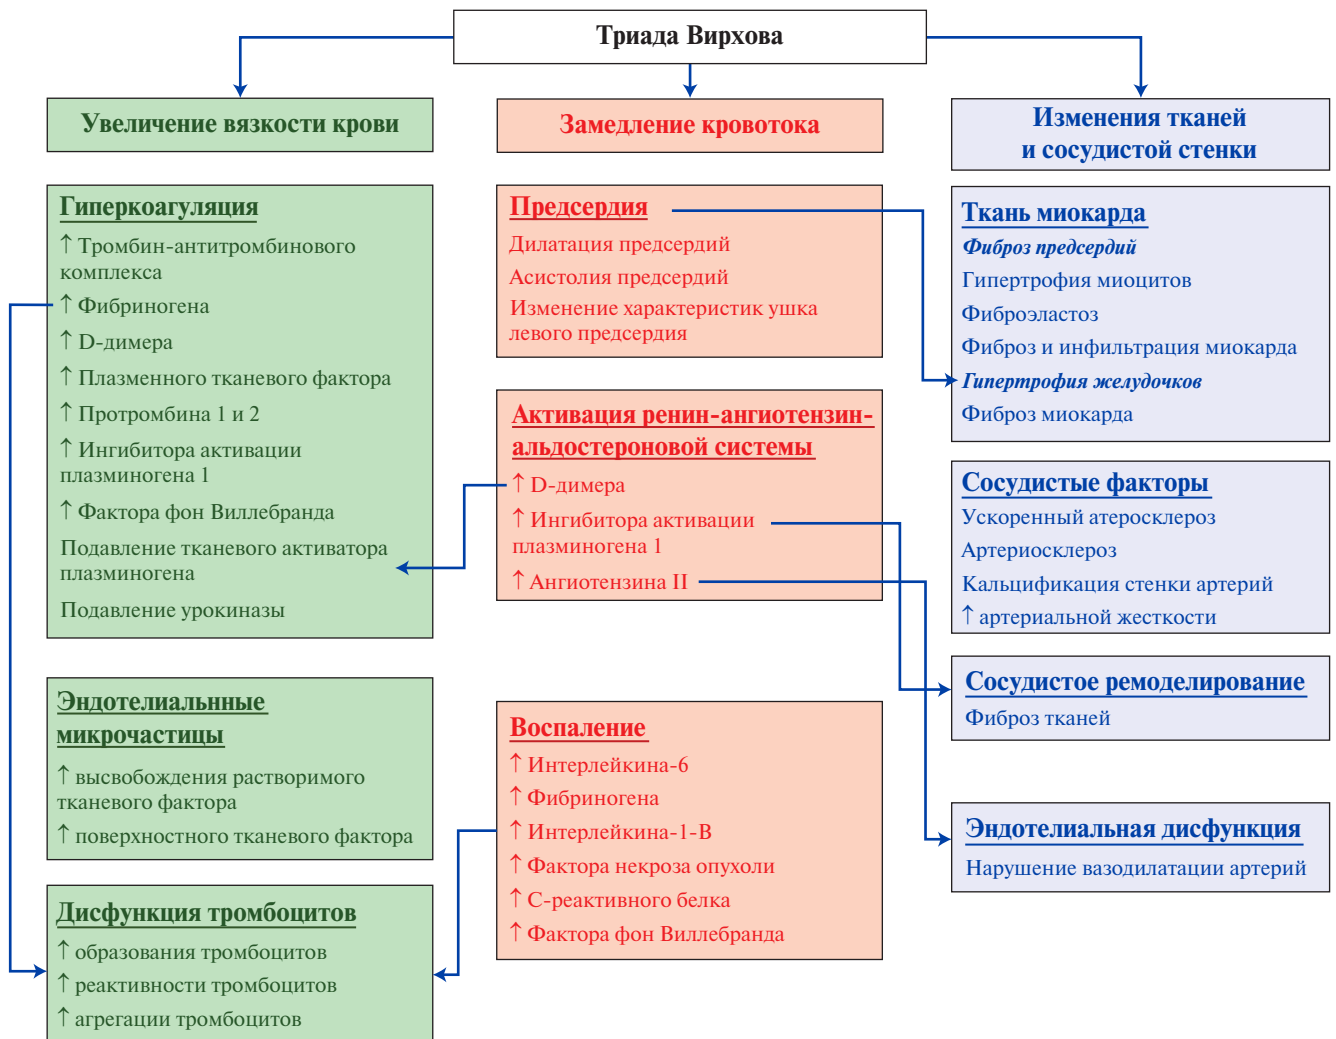 Триада Вирхова
Увеличение вязкости крови
Гиперкоагуляция
↑ Тромбин-антитромбинового
комплекса
↑ Фибриногена
↑ D-димера
↑ Плазменного тканевого фактора
↑ Протромбина 1 и 2
↑ Ингибитора активации
плазминогена 1
↑ Фактора фон Виллебранда
Подавление тканевого активатора
плазминогена
Подавление урокиназы
Эндотелиальнные
микрочастицы
↑ высвобождения растворимого
тканевого фактора
↑ поверхностного тканевого фактора
Дисфункция тромбоцитов
↑ образования тромбоцитов
↑ реактивности тромбоцитов
↑ агрегации тромбоцитов
Замедление кровотока
Предсердия
Дилатация предсердий
Асистолия предсердий
Изменение характеристик ушка
левого предсердия
Активация ренин-ангиотензин-
альдостероновой системы
↑ D-димера
↑ Ингибитора активации
плазминогена 1
↑ Ангиотензина II
Воспаление
↑ Интерлейкина-6
↑ Фибриногена
↑ Интерлейкина-1-В
↑ Фактора некроза опухоли
↑ С-реактивного белка
↑ Фактора фон Виллебранда
Изменения тканей
и сосудистой стенки
Ткань миокарда
Фиброз предсердий
Гипертрофия миоцитов
Фиброэластоз
Фиброз и инфильтрация миокарда
Гипертрофия желудочков
Фиброз миокарда
Сосудистые факторы
Ускоренный атеросклероз
Артериосклероз
Кальцификация стенки артерий
↑ артериальной жесткости
Сосудистое ремоделирование
Фиброз тканей
Эндотелиальная дисфункция
Нарушение вазодилатации артерий